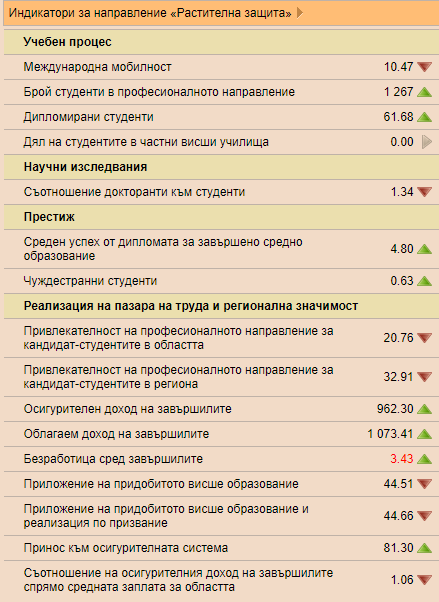 Индикатори за направление «Растителна защита»
Учебен процес
Международна мобилност 10.47
Брой студенти в професионалното направление 1 267
Дипломирани студенти 61.68
Дял на студентите в частни висши училища 0.00
Научни изследвания
Съотношение докторанти към студенти 1.34
Престиж
Среден успех от дипломата за завършено средно
образование 4.80
Чуждестранни студенти 0.63
Реализация на пазара на труда и регионална значимост
Привлекателност на професионалното направление за
кандидат-студентите в областта 20.76
Привлекателност на професионалното направление за
кандидат-студентите в региона 32.91
Осигурителен доход на завършилите 962.30
Облагаем доход на завършилите 1 073.41
Безработица сред завършилите 3.43
Приложение на придобитото висше образование 44.51
Приложение на придобитото висше образование и
реализация по призвание 44.66
Принос към осигурителната система 81.30
Съотношение на осигурителния доход на завършилите
спрямо средната заплата за областта 1.06